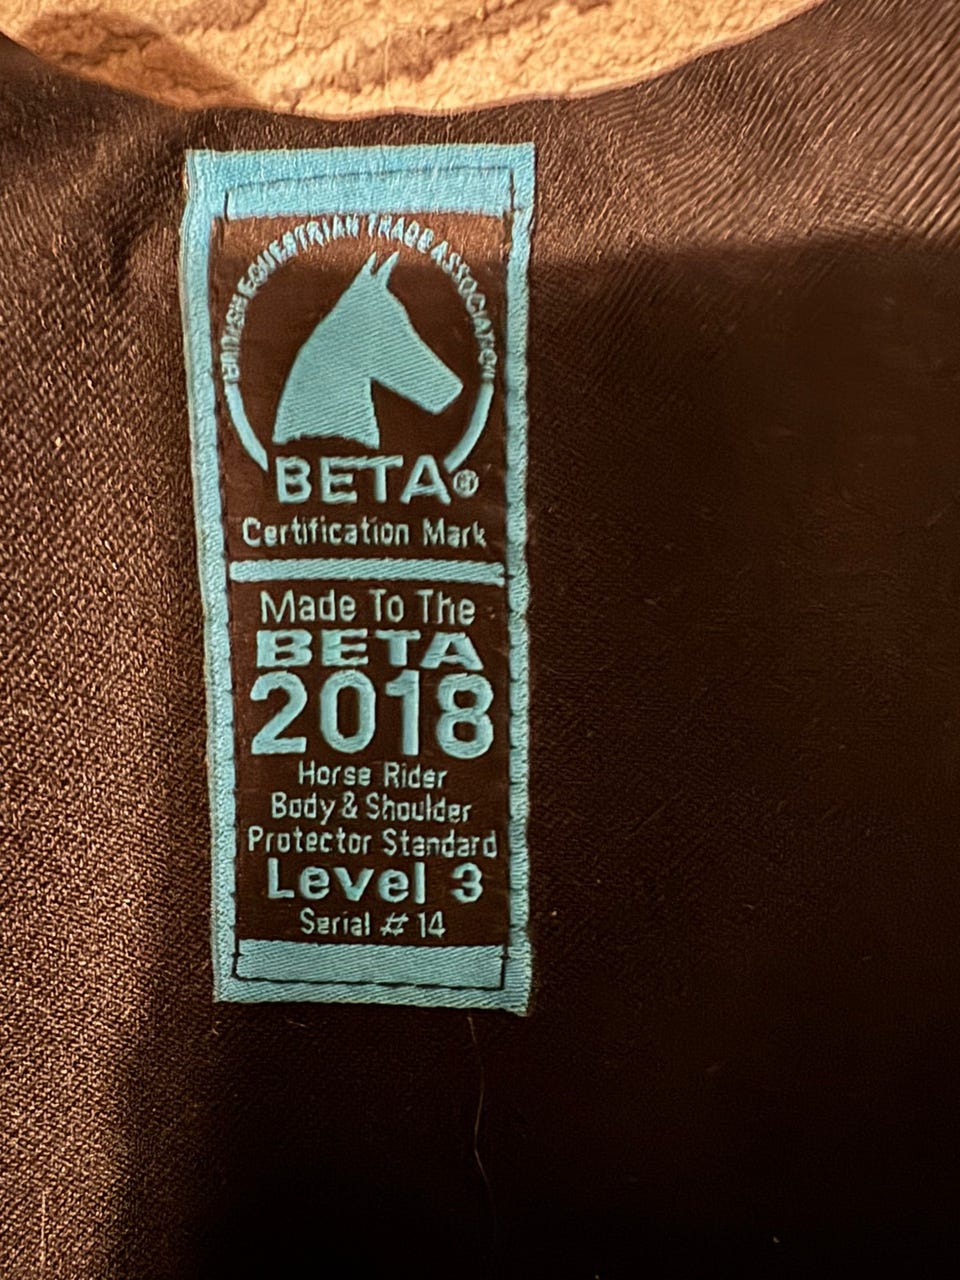 BRITISH EQUESTRIAN TRADE ASSOCIATION
BETA®
Certification Mark
Made To The
BETA
2018
Horse Rider
Body & Shoulder
Protector Standard
Level 3
Serial # 14